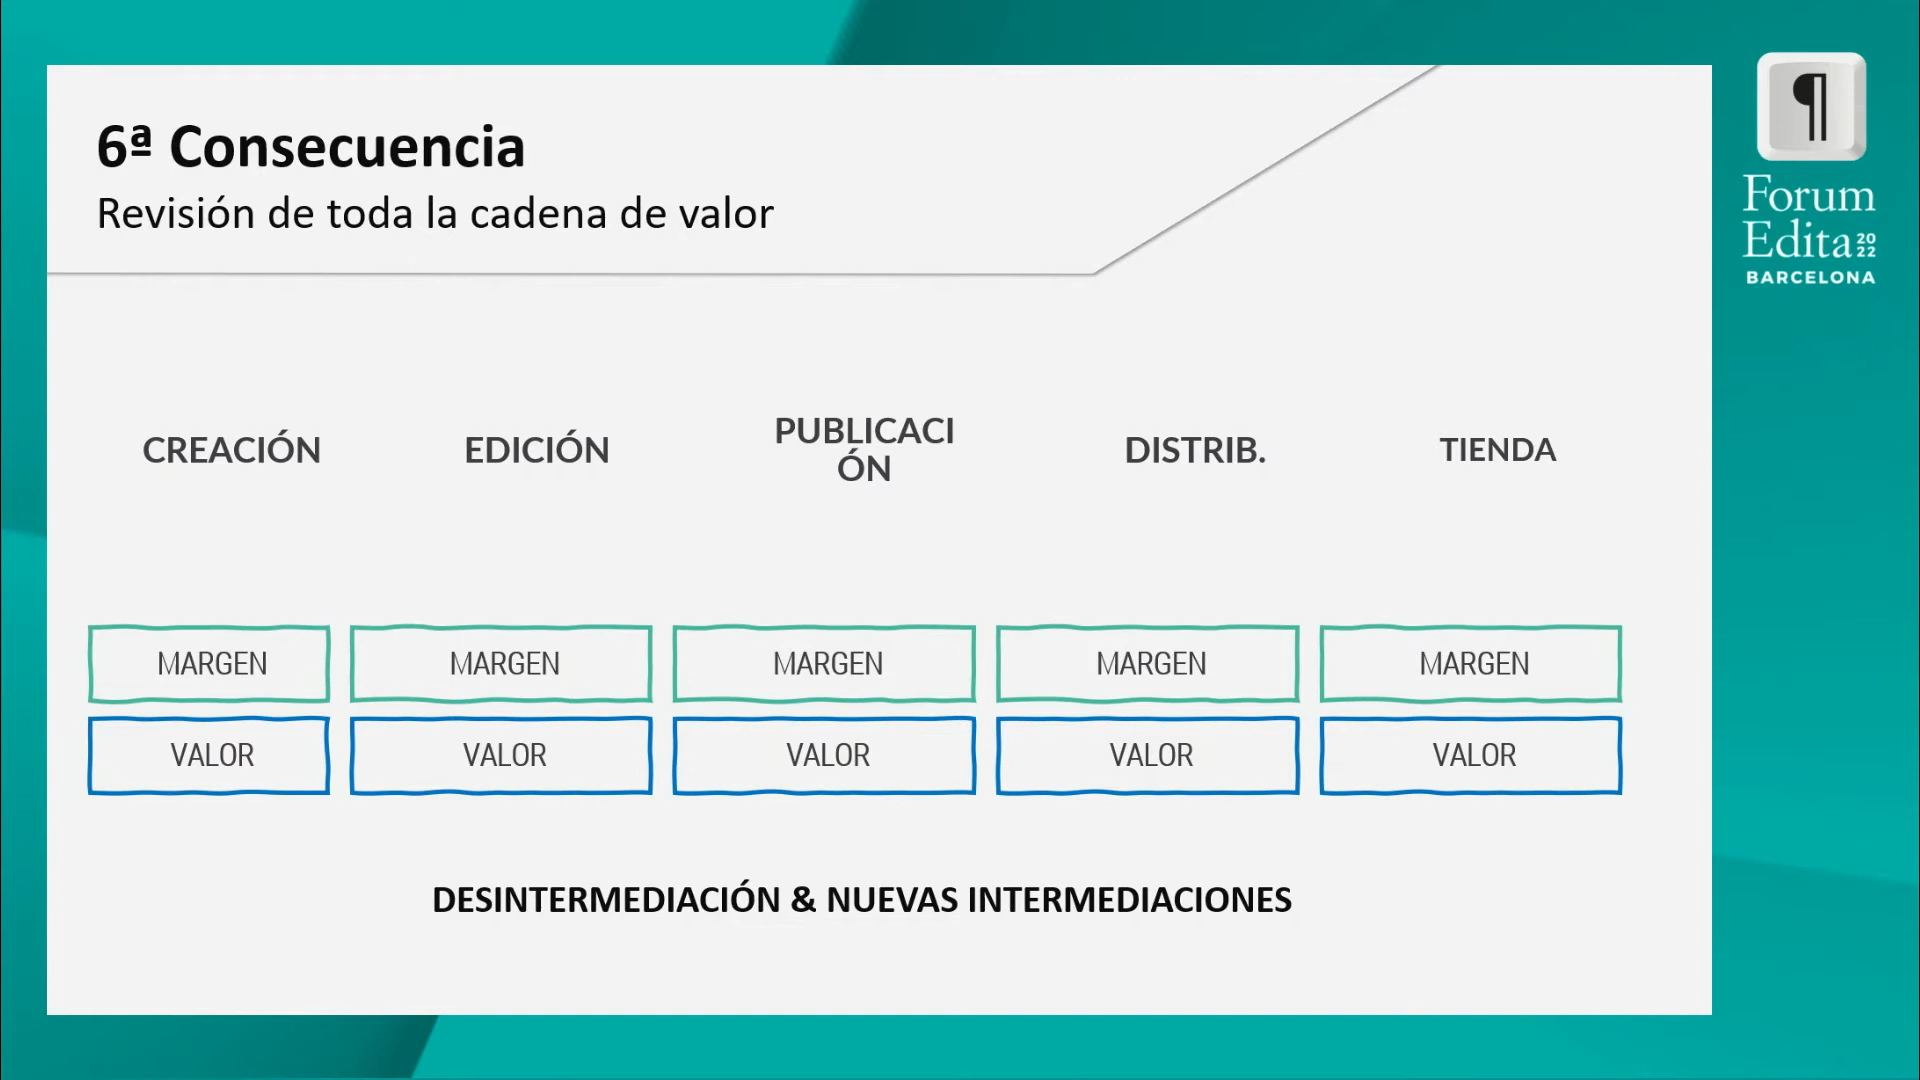 6ª Consecuencia
Revisión de toda la cadena de valor
¶
Forum
Edita 20
22
BARCELONA
CREACIÓN
EDICIÓN
PUBLICACI
ÓN
DISTRIB.
TIENDA
MARGEN
MARGEN
MARGEN
MARGEN
MARGEN
VALOR
VALOR
VALOR
VALOR
VALOR
DESINTERMEDIACIÓN & NUEVAS INTERMEDIACIONES